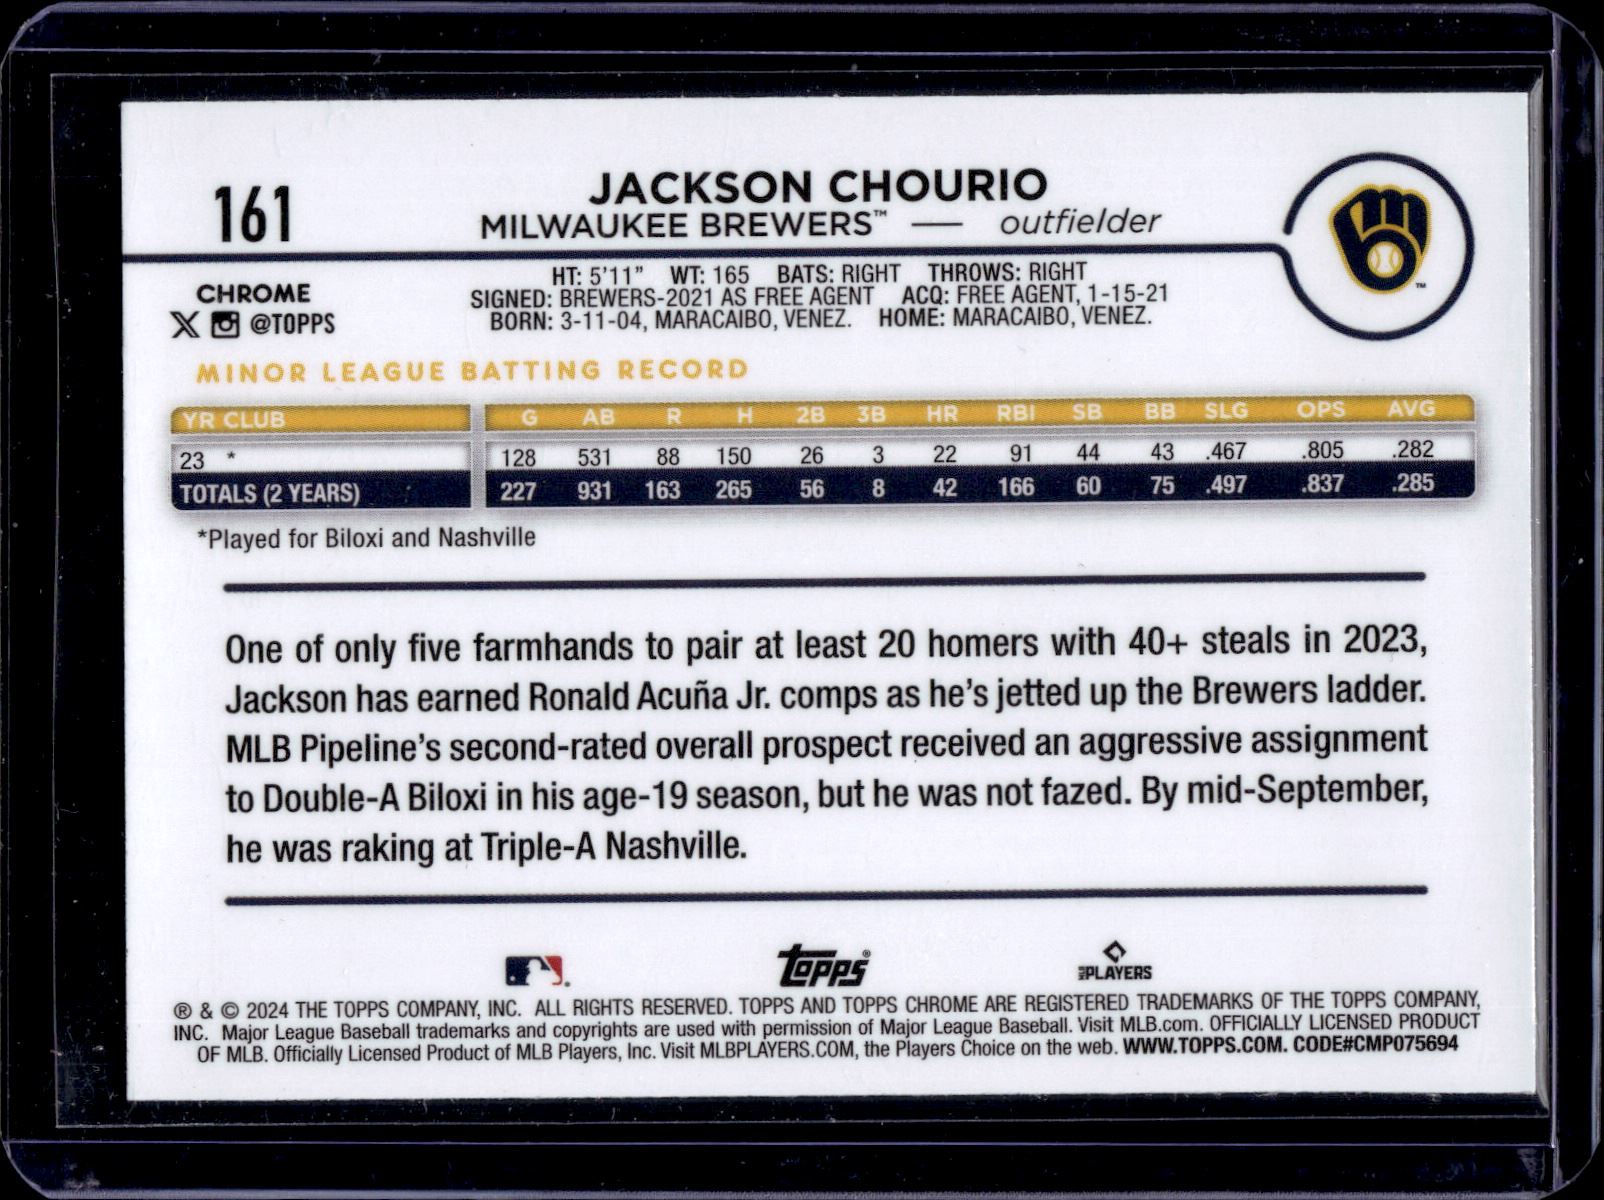 161
JACKSON CHOURIO
MILWAUKEE BREWERS™ — outfielder
™
CHROME
@TOPPS
HT: 5'11" WT: 165 BATS: RIGHT THROWS: RIGHT
SIGNED: BREWERS-2021 AS FREE AGENT ACQ: FREE AGENT, 1-15-21
BORN: 3-11-04, MARACAIBO, VENEZ. HOME: MARACAIBO, VENEZ.
MINOR LEAGUE BATTING RECORD
YR CLUB G AB R H 2B 3B HR RBI SB BB SLG OPS AVG
23 * 128 531 88 150 26 3 22 91 44 43 .467 .805 .282
TOTALS (2 YEARS) 227 931 163 265 56 8 42 166 60 75 .497 .837 .285
*Played for Biloxi and Nashville
One of only five farmhands to pair at least 20 homers with 40+ steals in 2023,
Jackson has earned Ronald Acuña Jr. comps as he's jetted up the Brewers ladder.
MLB Pipeline's second-rated overall prospect received an aggressive assignment
to Double-A Biloxi in his age-19 season, but he was not fazed. By mid-September,
he was raking at Triple-A Nashville.
topps®
MLB PLAYERS
® & © 2024 THE TOPPS COMPANY, INC. ALL RIGHTS RESERVED. TOPPS AND TOPPS CHROME ARE REGISTERED TRADEMARKS OF THE TOPPS COMPANY,
INC. Major League Baseball trademarks and copyrights are used with permission of Major League Baseball. Visit MLB.com. OFFICIALLY LICENSED PRODUCT
OF MLB. Officially Licensed Product of MLB Players, Inc. Visit MLBPLAYERS.COM, the Players Choice on the web. WWW.TOPPS.COM. CODE#CMP075694